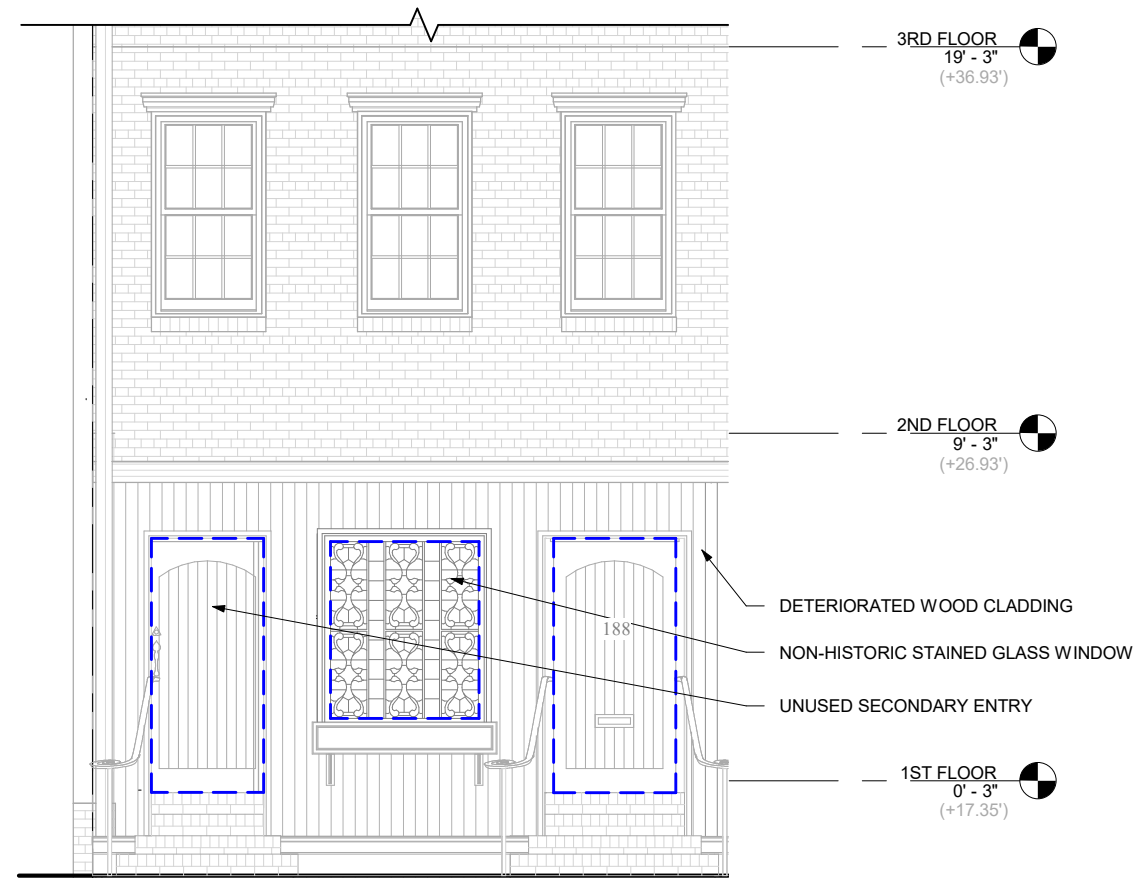 3RD FLOOR
19' - 3"
(+36.93')
2ND FLOOR
9' - 3"
(+26.93')
DETERIORATED WOOD CLADDING
188
NON-HISTORIC STAINED GLASS WINDOW
UNUSED SECONDARY ENTRY
1ST FLOOR
0' - 3"
(+17.35')